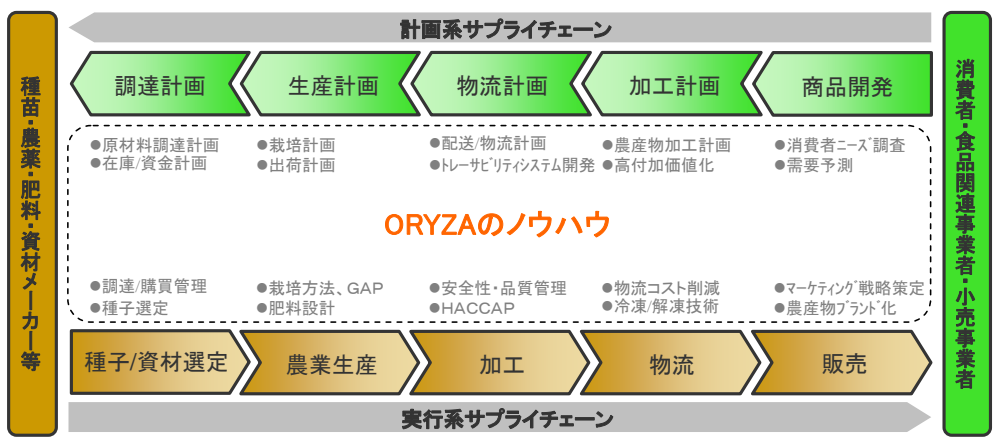 計画系サプライチェーン
種苗・農薬・肥料・資材メーカー等
調達計画
生産計画
物流計画
加工計画
商品開発
消費者・食品関連事業者・小売事業者
●原材料調達計画
●在庫/資金計画
●栽培計画
●出荷計画
●配送/物流計画
●トレーサビリティシステム開発
●農産物加工計画
●高付加価値化
●消費者ニーズ調査
●需要予測
ORYZAのノウハウ
●調達/購買管理
●種子選定
●栽培方法、GAP
●肥料設計
●安全性・品質管理
●HACCAP
●物流コスト削減
●冷凍/解凍技術
●マーケティング戦略策定
●農産物ブランド化
種子/資材選定
農業生産
加工
物流
販売
実行系サプライチェーン